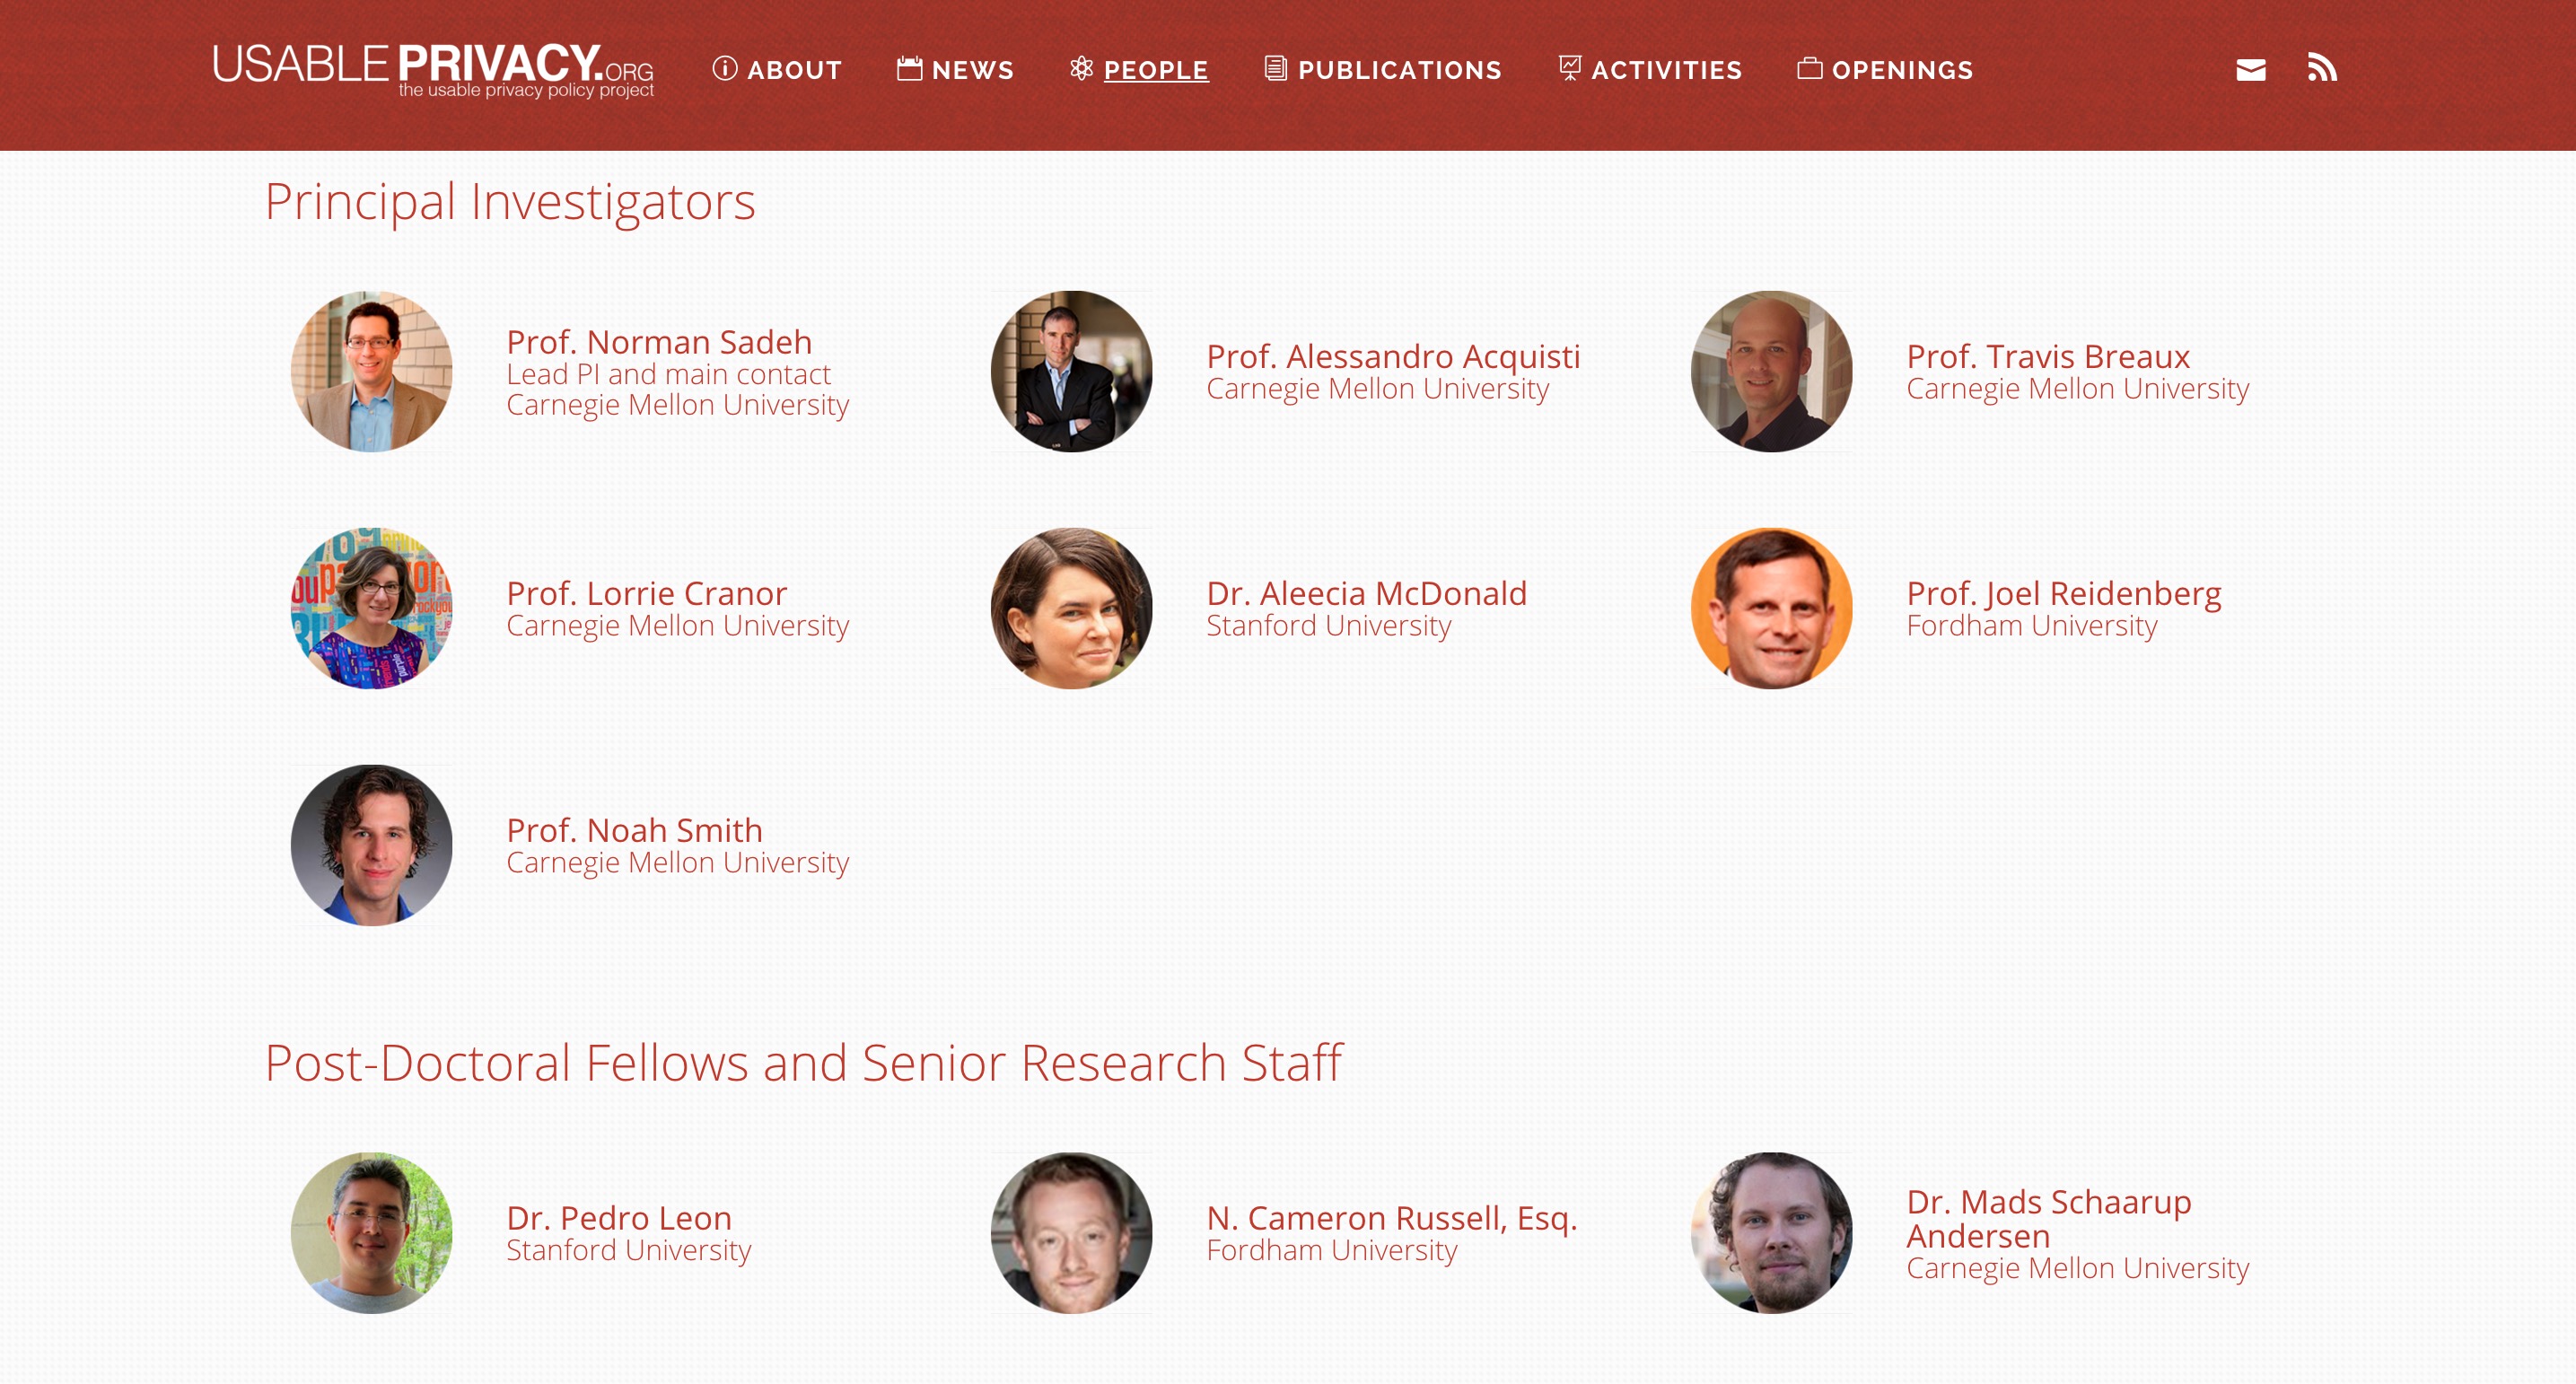 USABLE PRIVACY.ORG
the usable privacy policy project
ABOUT
NEWS
PEOPLE
PUBLICATIONS
ACTIVITIES
OPENINGS
Principal Investigators
Prof. Norman Sadeh
Lead PI and main contact
Carnegie Mellon University
Prof. Alessandro Acquisti
Carnegie Mellon University
Prof. Travis Breaux
Carnegie Mellon University
Prof. Lorrie Cranor
Carnegie Mellon University
Dr. Aleecia McDonald
Stanford University
Prof. Joel Reidenberg
Fordham University
Prof. Noah Smith
Carnegie Mellon University
Post-Doctoral Fellows and Senior Research Staff
Dr. Pedro Leon
Stanford University
N. Cameron Russell, Esq.
Fordham University
Dr. Mads Schaarup
Andersen
Carnegie Mellon University